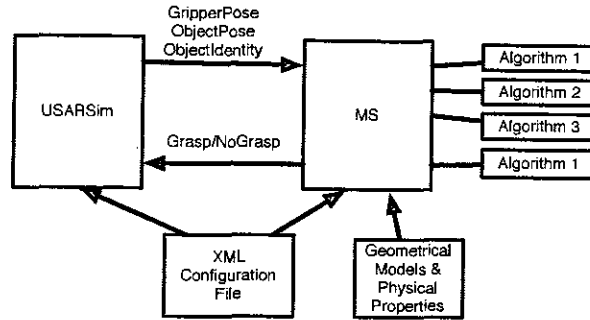 GripperPose
ObjectPose
ObjectIdentity
USARSim
MS
Algorithm 1
Algorithm 2
Algorithm 3
Algorithm 1
Grasp/NoGrasp
XML
Configuration
File
Geometrical
Models &
Physical
Properties